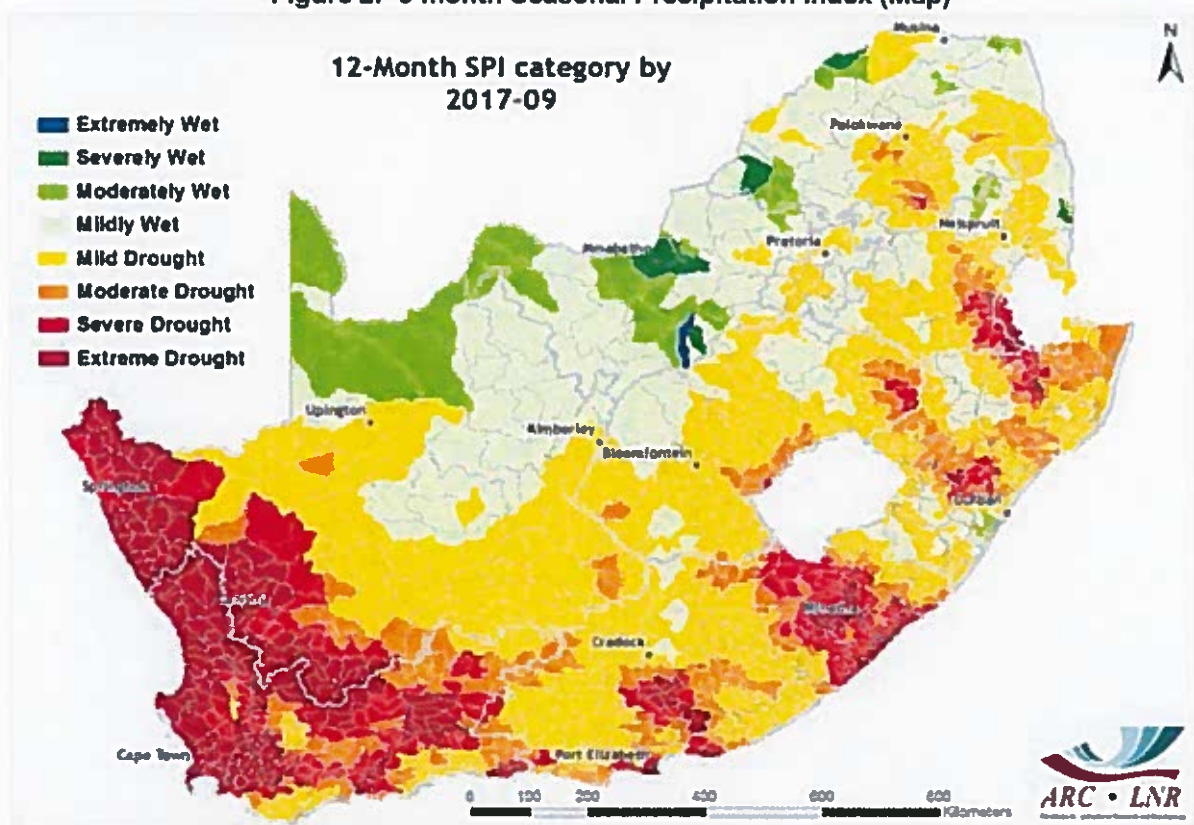 12-Month SPI category by
2017-09
N
Extremely Wet
Severely Wet
Moderately Wet
Mildly Wet
Mild Drought
Moderate Drought
Severe Drought
Extreme Drought
Musina
Polokwane
Nelspruit
Pretoria
Mmabatho
Upington
Kimberley
Bloemfontein
Durban
Cradock
Cape Town
Port Elizabeth
0 100 200 400 600 800
Kilometers
ARC • LNR